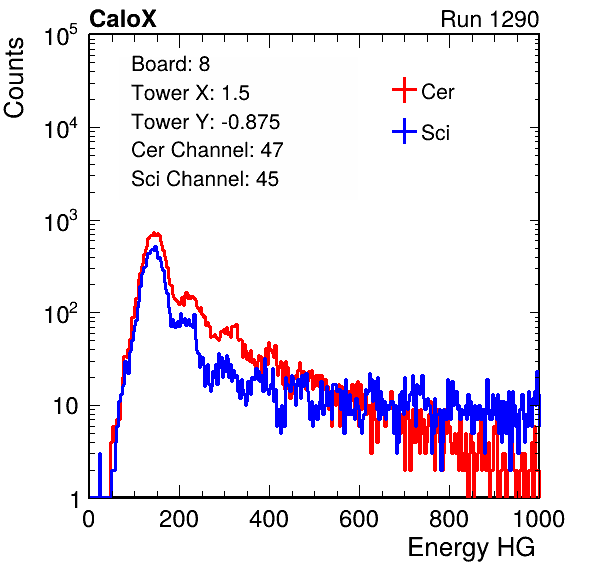 CaloX Run 1290
Counts
10^5
10^4
10^3
10^2
10
1
Board: 8
Tower X: 1.5
Tower Y: -0.875
Cer Channel: 47
Sci Channel: 45
Cer
Sci
0 200 400 600 800 1000
Energy HG